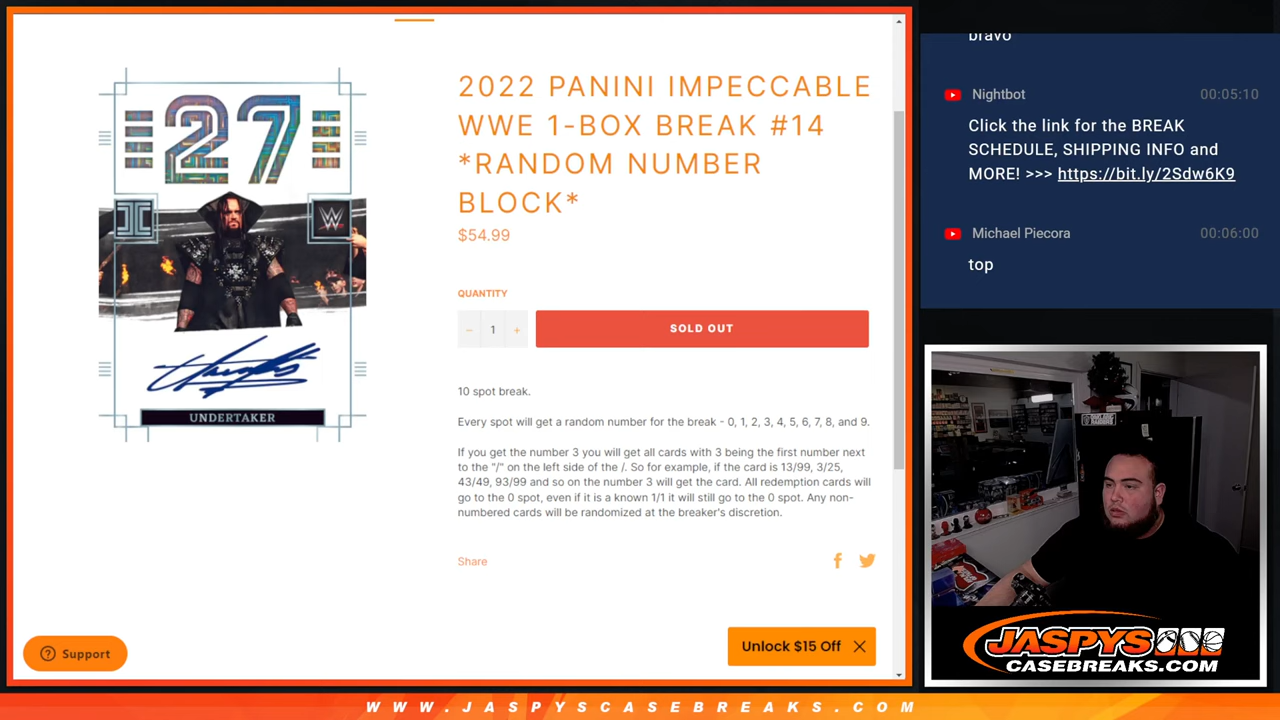 27
W
UNDERTAKER
2022 PANINI IMPECCABLE
WWE 1-BOX BREAK #14
*RANDOM NUMBER
BLOCK*
$54.99
QUANTITY
− 1 +
SOLD OUT
10 spot break.
Every spot will get a random number for the break - 0, 1, 2, 3, 4, 5, 6, 7, 8, and 9.
If you get the number 3 you will get all cards with 3 being the first number next
to the "/" on the left side of the /. So for example, if the card is 13/99, 3/25,
43/49, 93/99 and so on the number 3 will get the card. All redemption cards will
go to the 0 spot, even if it is a known 1/1 it will still go to the 0 spot. Any non-
numbered cards will be randomized at the breaker's discretion.
Share
Support
Unlock $15 Off
bravo
Nightbot 00:05:10
Click the link for the BREAK
SCHEDULE, SHIPPING INFO and
MORE! >>> https://bit.ly/2Sdw6K9
Michael Piecora 00:06:00
top
JASPYS
CASEBREAKS.COM
WWW.JASPYSCASEBREAKS.COM